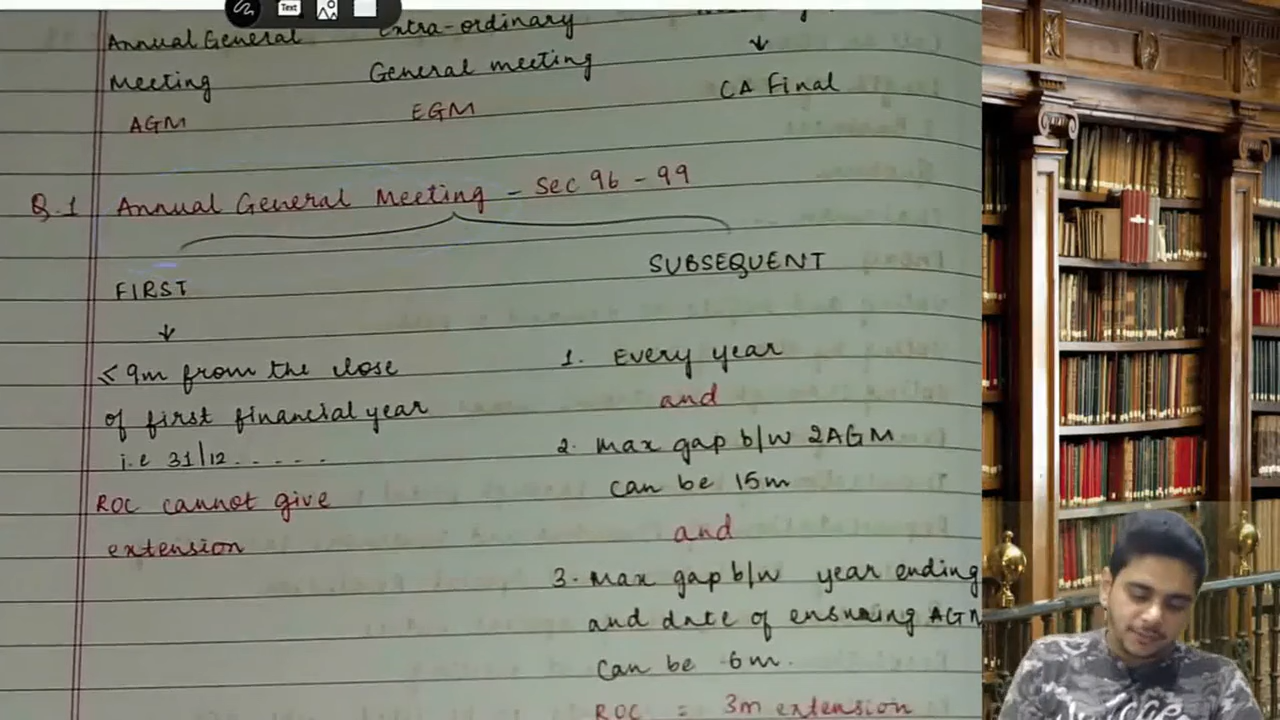 Text
Annual General
Meeting
AGM
Extra-ordinary
General meeting
EGM
↓
CA Final
Q.1 Annual General Meeting – Sec 96 – 99
FIRST
↓
≤ 9m from the close
of first financial year
i.e 31/12.....
ROC cannot give
extension
SUBSEQUENT
1. Every year
and
2. Max gap b/w 2AGM
can be 15m
and
3. Max gap b/w year ending
and date of ensuing AGM
can be 6m.
ROC = 3m extension